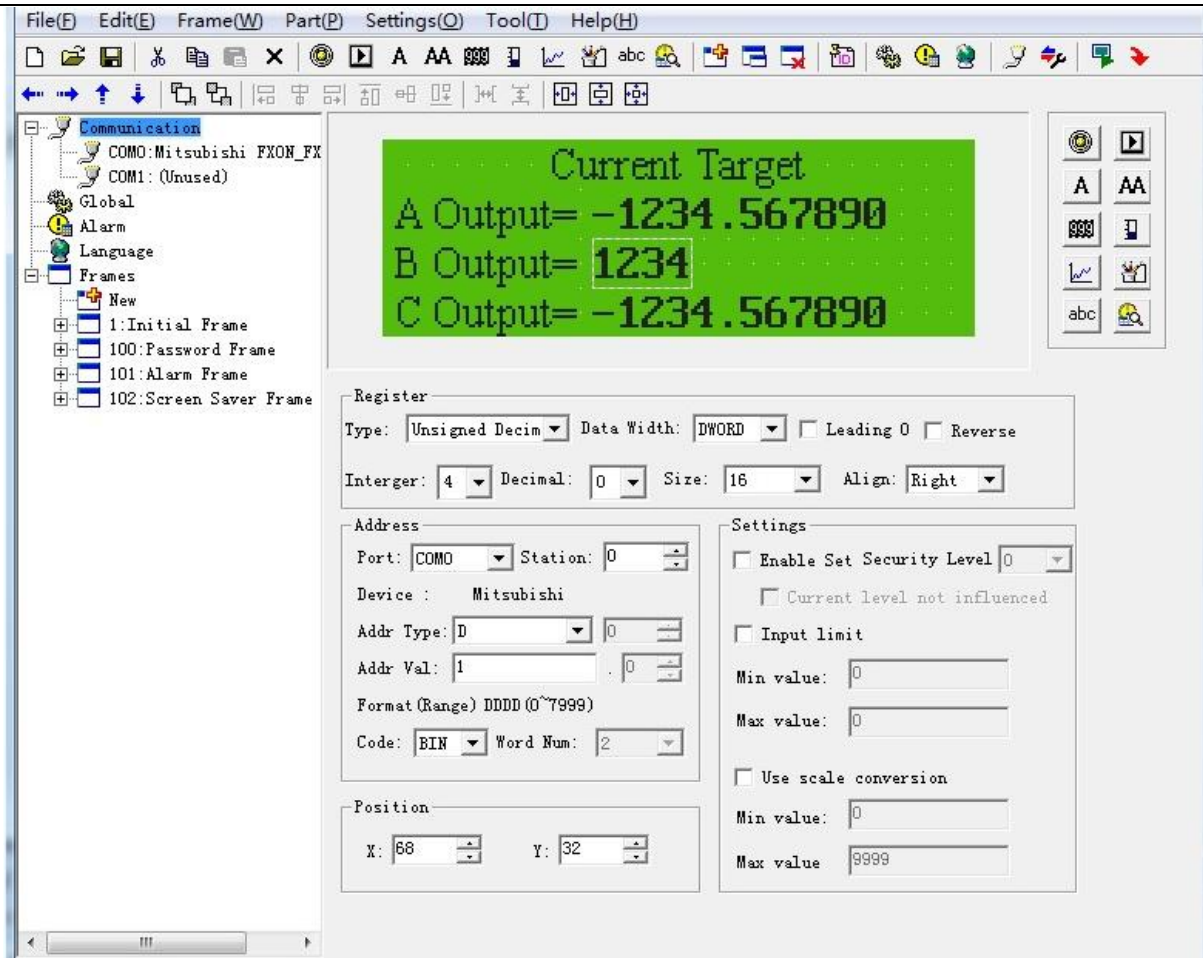 File(F) Edit(E) Frame(W) Part(P) Settings(O) Tool(T) Help(H)
A AA 999 abc ID
Communication
COM0:Mitsubishi FXON_FX
COM1:(Unused)
Global
Alarm
Language
Frames
New
1:Initial Frame
100:Password Frame
101:Alarm Frame
102:Screen Saver Frame
Current Target
A Output= -1234.567890
B Output= 1234
C Output= -1234.567890
A AA
999
abc
Register
Type: Unsigned Decim Data Width: DWORD Leading 0 Reverse
Interger: 4 Decimal: 0 Size: 16 Align: Right
Address
Port: COM0 Station: 0
Device : Mitsubishi
Addr Type: D 0
Addr Val: 1 . 0
Format(Range) DDDD(0~7999)
Code: BIN Word Num: 2
Position
X: 68 Y: 32
Settings
Enable Set Security Level 0
Current level not influenced
Input limit
Min value: 0
Max value: 0
Use scale conversion
Min value: 0
Max value 9999